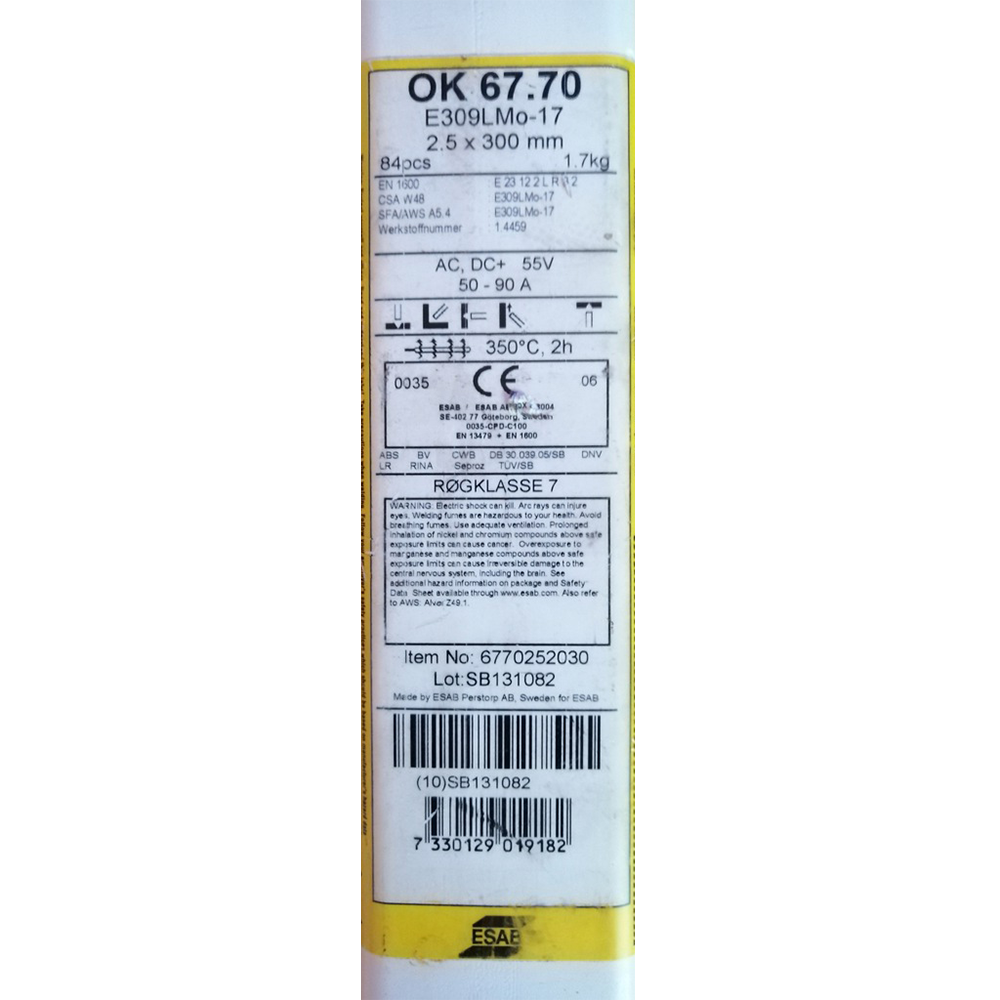 OK 67.70
E309LMo-17
2.5 x 300 mm
84pcs 1.7kg
EN 1600 E 23 12 2 L R 3 2
CSA W48 E309LMo-17
SFA/AWS A5.4 E309LMo-17
Werkstoffnummer 1.4459
AC, DC+ 55V
50 - 90 A
350°C, 2h
0035 CE 06
ESAB / ESAB AB
SE-402 77 Göteborg, Sweden
0035-CPD-C100
EN 13479 + EN 1600
ABS BV CWB DB 30.039.05/SB DNV
LR RINA Seproz TÜV/SB
RØGKLASSE 7
WARNING: Electric shock can kill. Arc rays can injure
eyes. Welding fumes are hazardous to your health. Avoid
breathing fumes. Use adequate ventilation. Prolonged
inhalation of nickel and chromium compounds above safe
exposure limits can cause cancer. Overexposure to
manganese and manganese compounds above safe
exposure limits can cause irreversible damage to the
central nervous system, including the brain. See
additional hazard information on package and Safety
Data Sheet available through www.esab.com. Also refer
to AWS: Z49.1.
Item No: 6770252030
Lot:SB131082
Made by ESAB Perstorp AB, Sweden for ESAB
(10)SB131082
7 330129 019182
ESAB